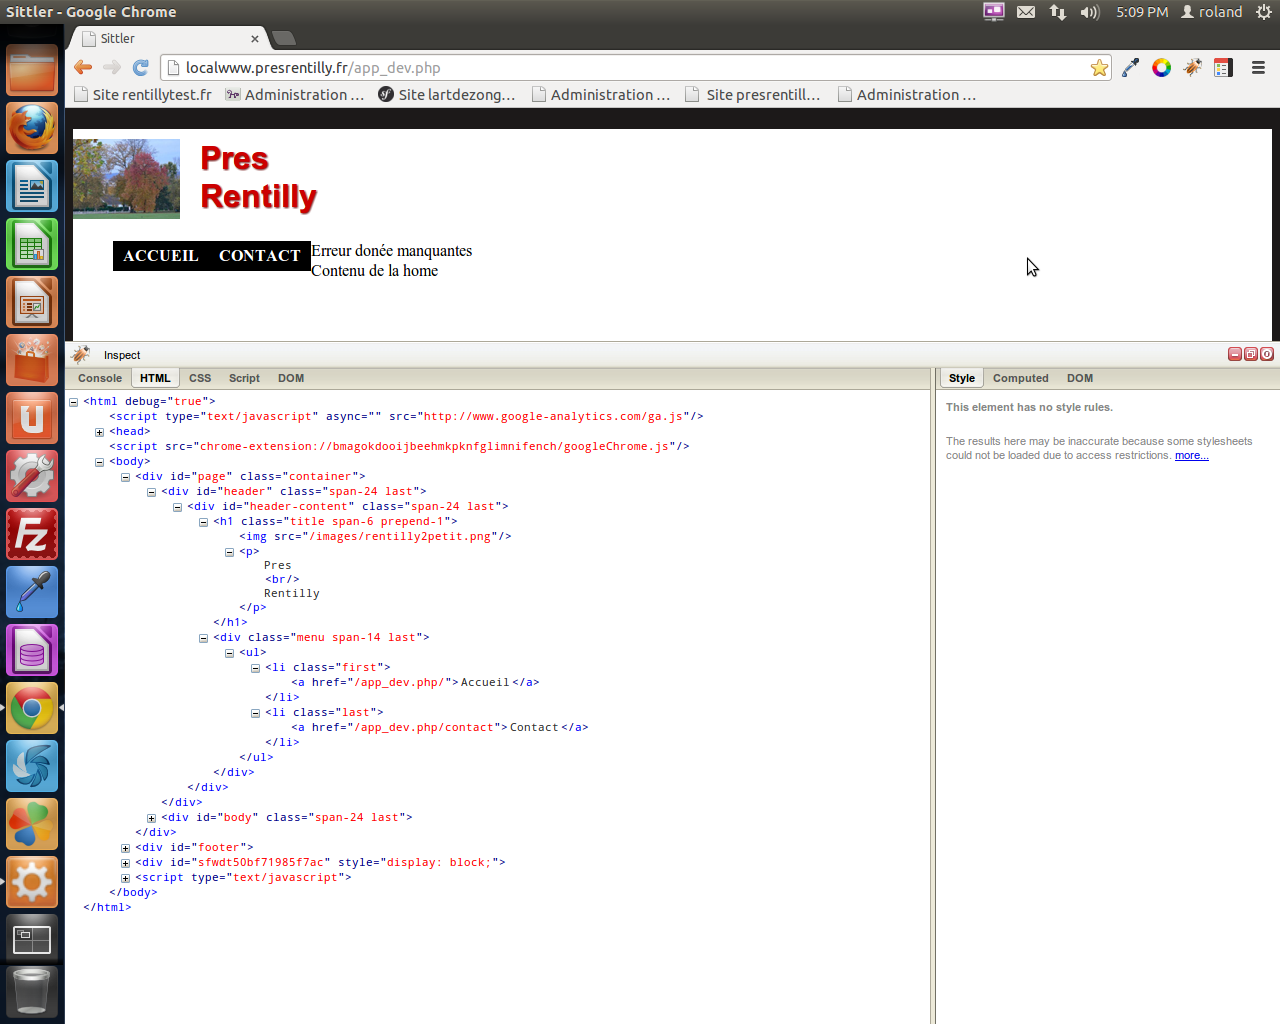 Sittler - Google Chrome
5:09 PM
roland
Sittler
localwww.presrentilly.fr/app_dev.php
Site rentillytest.fr
Administration ...
Site lartdezong...
Administration ...
Site presrentill...
Administration ...
Pres
Rentilly
ACCUEIL CONTACT
Erreur donée manquantes
Contenu de la home
Inspect
Console HTML CSS Script DOM
Style Computed DOM
<html debug="true">
<script type="text/javascript" async="" src="http://www.google-analytics.com/ga.js"/>
<head>
<script src="chrome-extension://bmagokdooijbeehmkpknfglimnifench/googleChrome.js"/>
<body>
<div id="page" class="container">
<div id="header" class="span-24 last">
<div id="header-content" class="span-24 last">
<h1 class="title span-6 prepend-1">
<img src="/images/rentilly2petit.png"/>
<p>
Pres
<br/>
Rentilly
</p>
</h1>
<div class="menu span-14 last">
<ul>
<li class="first">
<a href="/app_dev.php/">Accueil</a>
</li>
<li class="last">
<a href="/app_dev.php/contact">Contact</a>
</li>
</ul>
</div>
</div>
</div>
<div id="body" class="span-24 last">
</div>
<div id="footer">
<div id="sfwdt50bf71985f7ac" style="display: block;">
<script type="text/javascript">
</body>
</html>
This element has no style rules.
The results here may be inaccurate because some stylesheets
could not be loaded due to access restrictions. more...